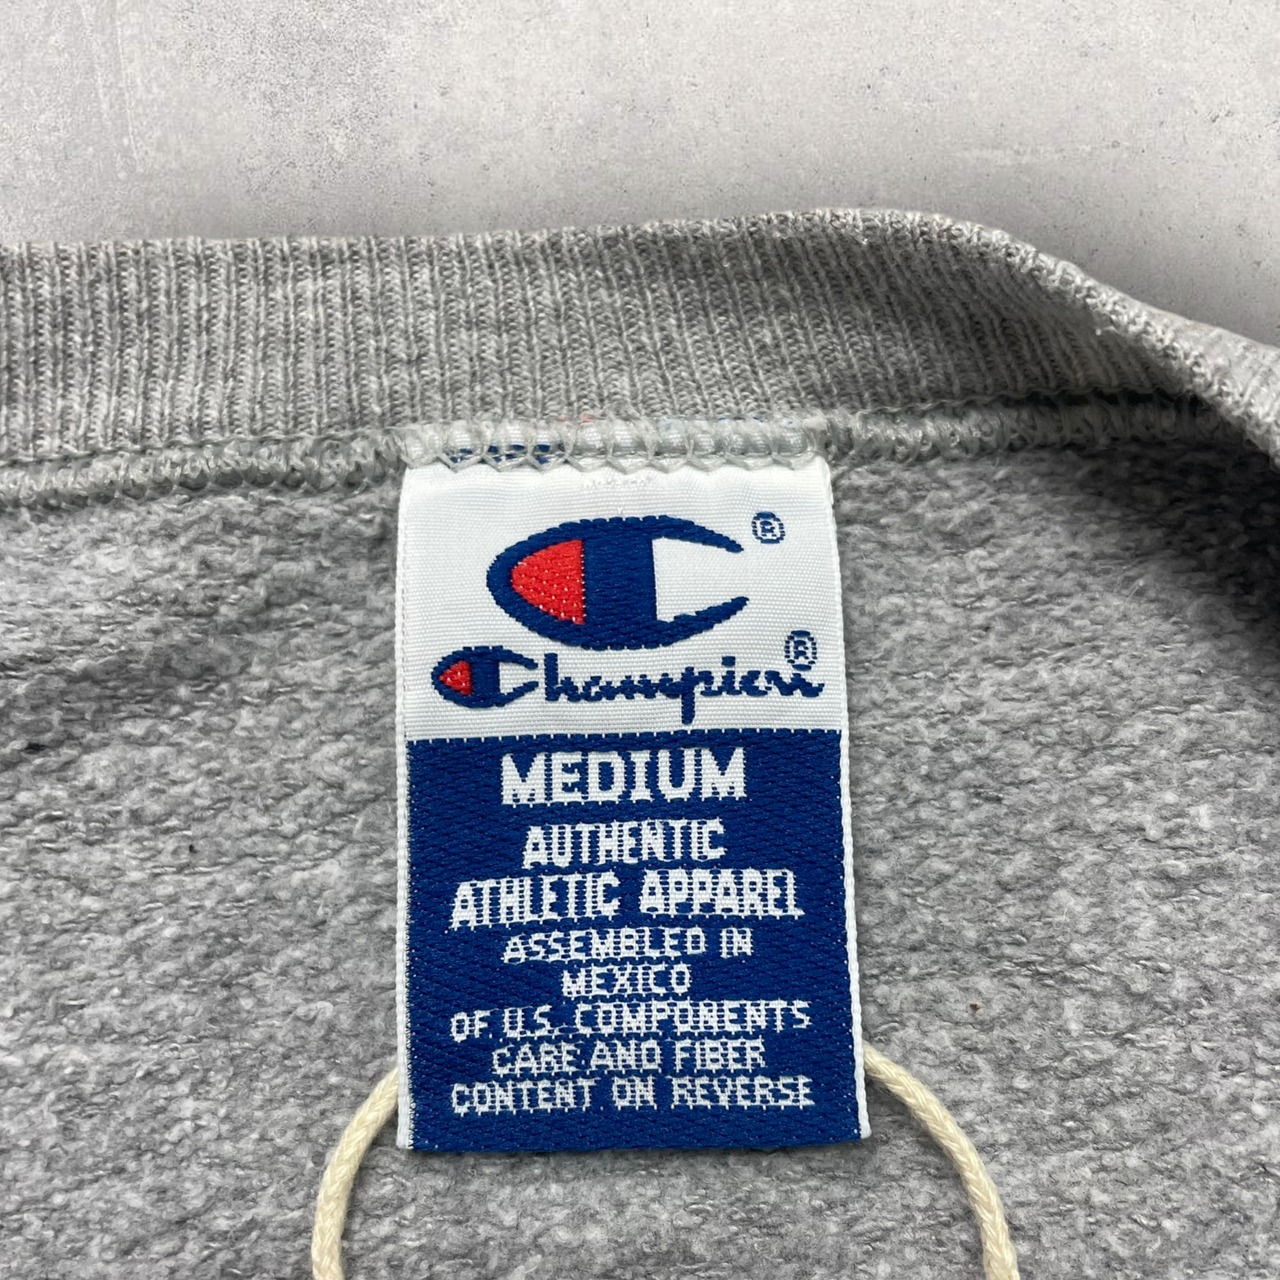 ®
Champion®
MEDIUM
AUTHENTIC
ATHLETIC APPAREL
ASSEMBLED IN
MEXICO
OF U.S. COMPONENTS
CARE AND FIBER
CONTENT ON REVERSE